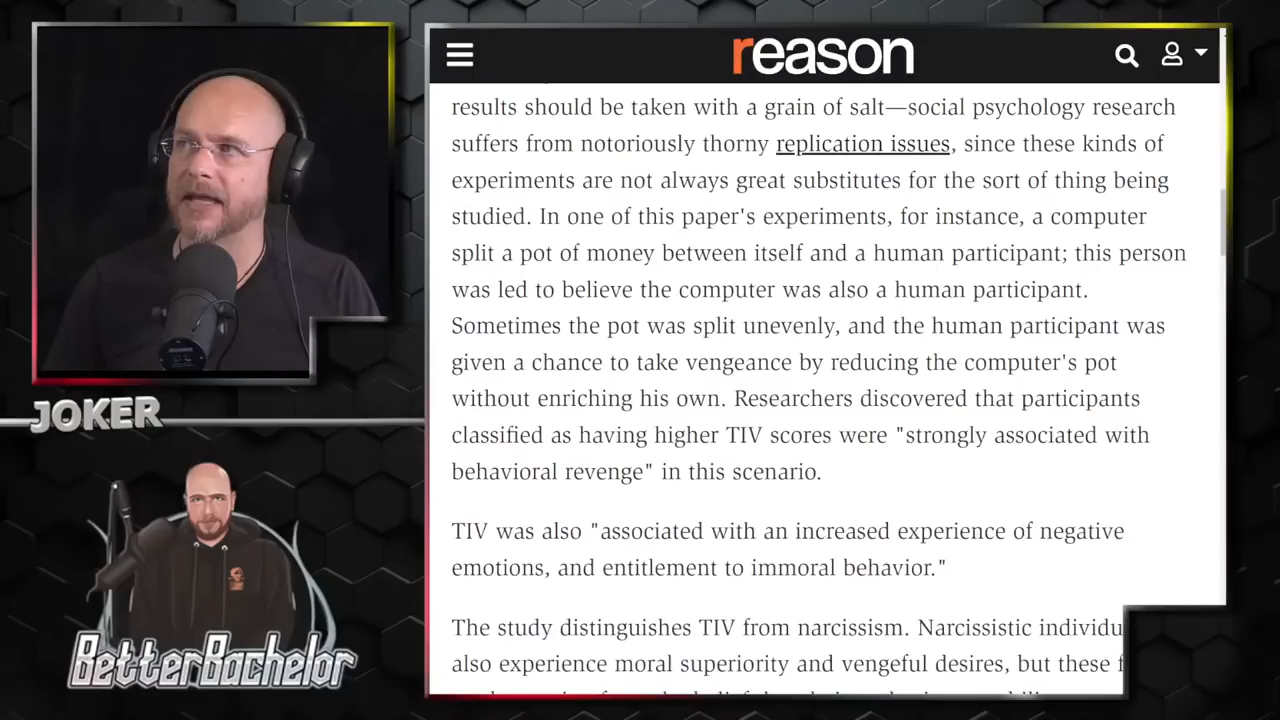 reason
results should be taken with a grain of salt—social psychology research
suffers from notoriously thorny replication issues, since these kinds of
experiments are not always great substitutes for the sort of thing being
studied. In one of this paper's experiments, for instance, a computer
split a pot of money between itself and a human participant; this person
was led to believe the computer was also a human participant.
Sometimes the pot was split unevenly, and the human participant was
given a chance to take vengeance by reducing the computer's pot
without enriching his own. Researchers discovered that participants
classified as having higher TIV scores were "strongly associated with
behavioral revenge" in this scenario.
TIV was also "associated with an increased experience of negative
emotions, and entitlement to immoral behavior."
The study distinguishes TIV from narcissism. Narcissistic individu
also experience moral superiority and vengeful desires, but these f
JOKER
BetterBachelor